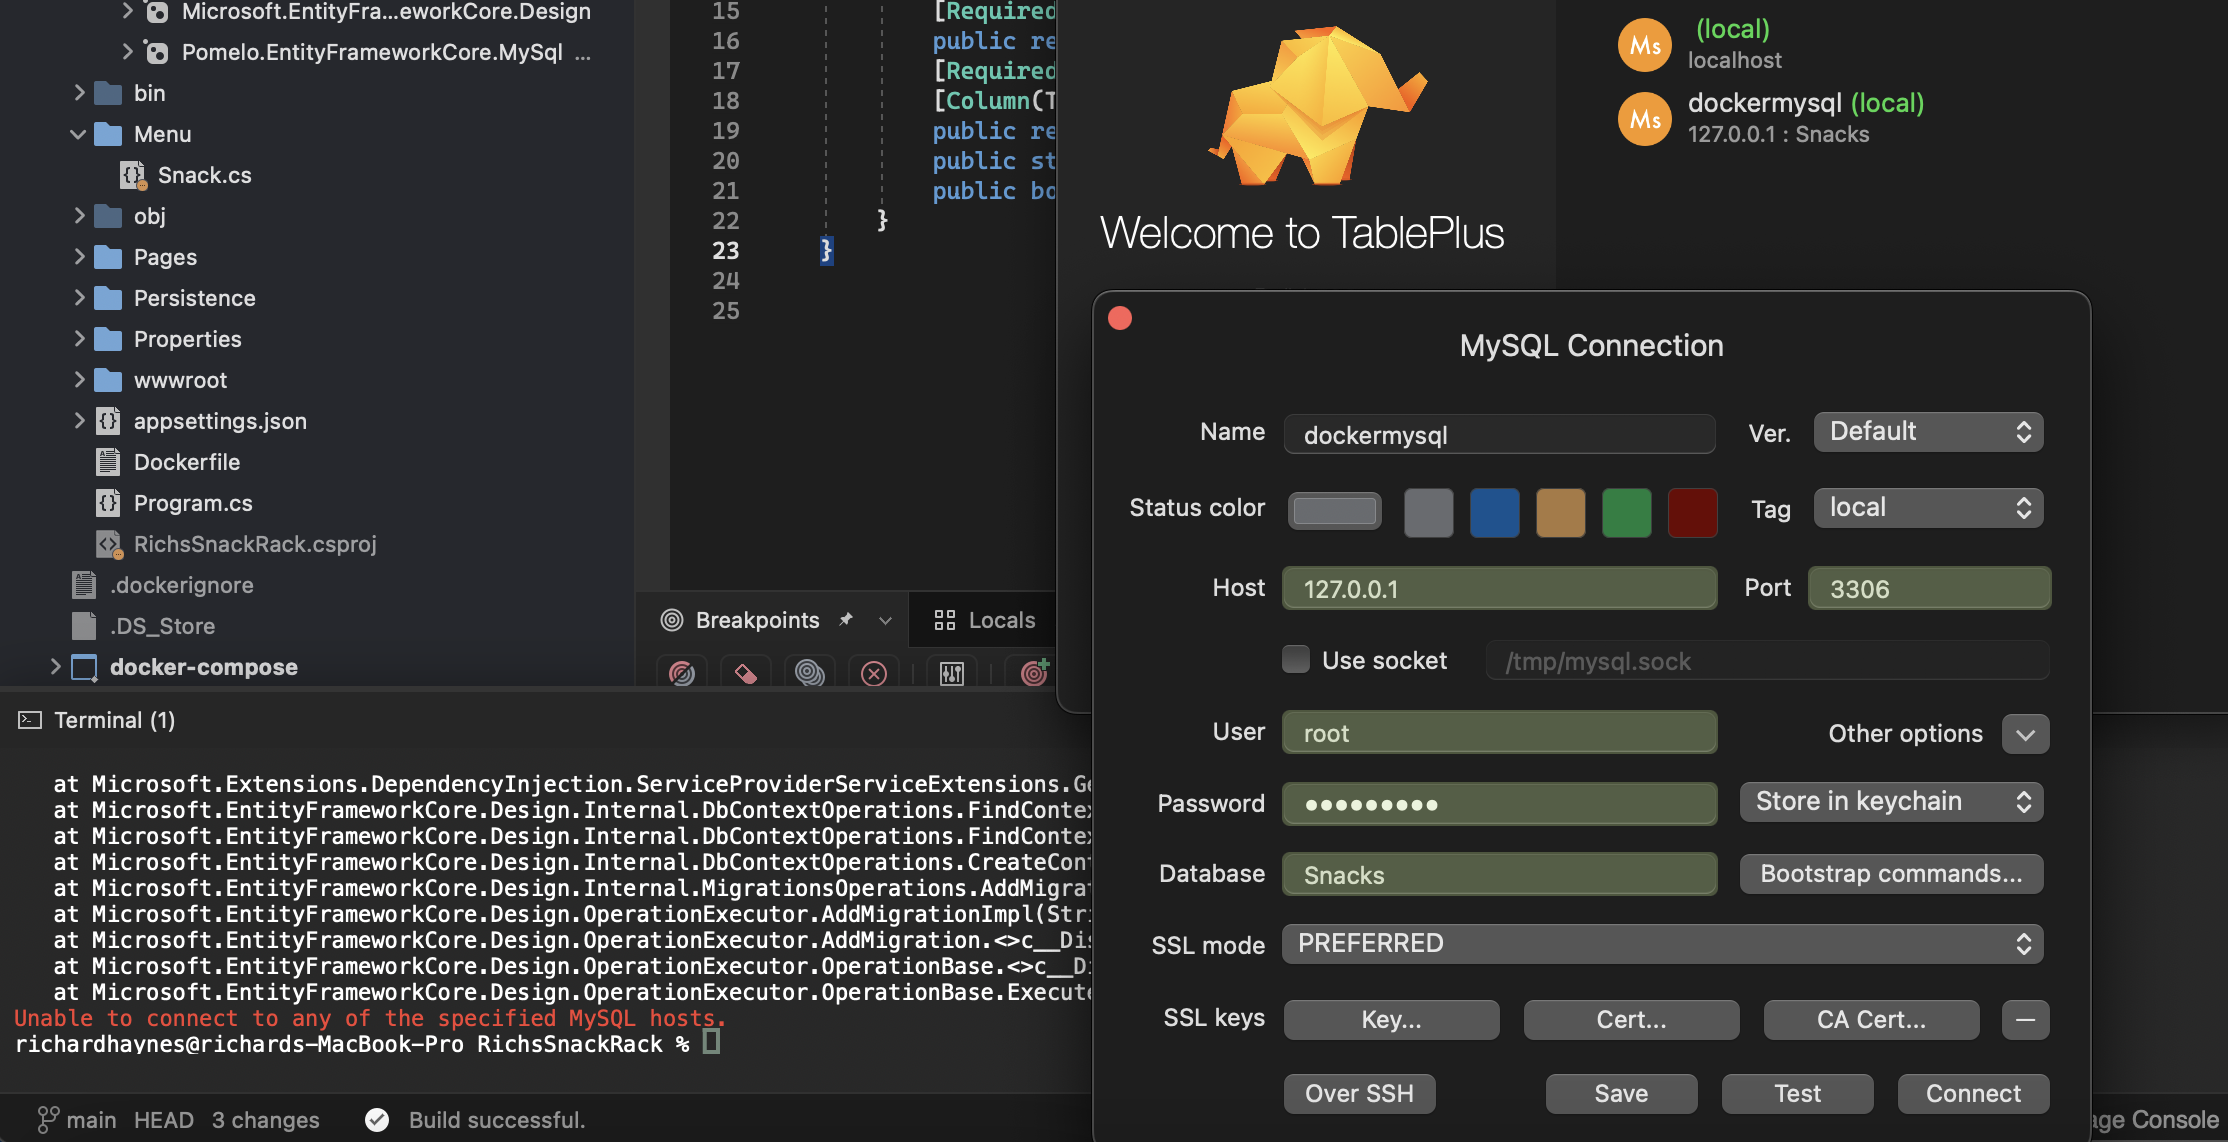 Microsoft.EntityFra...eworkCore.Design
Pomelo.EntityFrameworkCore.MySql ...
bin
Menu
Snack.cs
obj
Pages
Persistence
Properties
wwwroot
appsettings.json
Dockerfile
Program.cs
RichsSnackRack.csproj
.dockerignore
.DS_Store
docker-compose
15 [Required
16 public re
17 [Required
18 [Column(T
19 public re
20 public st
21 public bo
22 }
23 }
24
25
Breakpoints
Locals
Welcome to TablePlus
Ms (local)
localhost
Ms dockermysql (local)
127.0.0.1 : Snacks
MySQL Connection
Name dockermysql Ver. Default
Status color Tag local
Host 127.0.0.1 Port 3306
Use socket /tmp/mysql.sock
User root Other options
Password ●●●●●●●●● Store in keychain
Database Snacks Bootstrap commands...
SSL mode PREFERRED
SSL keys Key... Cert... CA Cert...
Over SSH Save Test Connect
Terminal (1)
at Microsoft.Extensions.DependencyInjection.ServiceProviderServiceExtensions.Ge
at Microsoft.EntityFrameworkCore.Design.Internal.DbContextOperations.FindContex
at Microsoft.EntityFrameworkCore.Design.Internal.DbContextOperations.FindContex
at Microsoft.EntityFrameworkCore.Design.Internal.DbContextOperations.CreateCont
at Microsoft.EntityFrameworkCore.Design.Internal.MigrationsOperations.AddMigrat
at Microsoft.EntityFrameworkCore.Design.OperationExecutor.AddMigrationImpl(Stri
at Microsoft.EntityFrameworkCore.Design.OperationExecutor.AddMigration.<>c__Dis
at Microsoft.EntityFrameworkCore.Design.OperationExecutor.OperationBase.<>c__Di
at Microsoft.EntityFrameworkCore.Design.OperationExecutor.OperationBase.Execute
Unable to connect to any of the specified MySQL hosts.
richardhaynes@richards-MacBook-Pro RichsSnackRack %
main HEAD 3 changes Build successful.
age Console